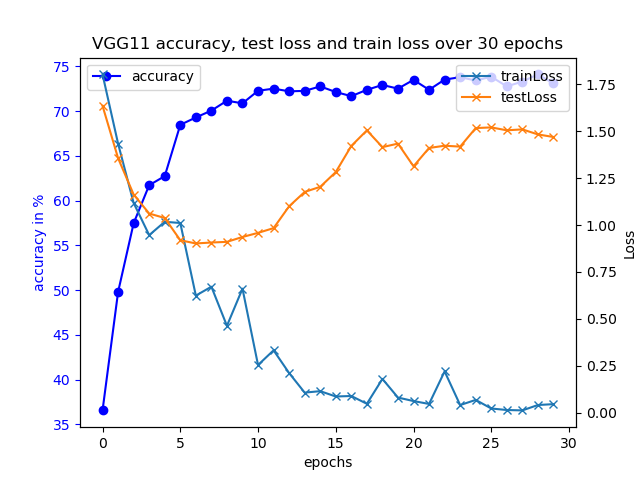 VGG11 accuracy, test loss and train loss over 30 epochs
accuracy
trainLoss
testLoss
75
70
65
60
55
50
45
40
35
accuracy in %
1.75
1.50
1.25
1.00
0.75
0.50
0.25
0.00
Loss
0 5 10 15 20 25 30
epochs